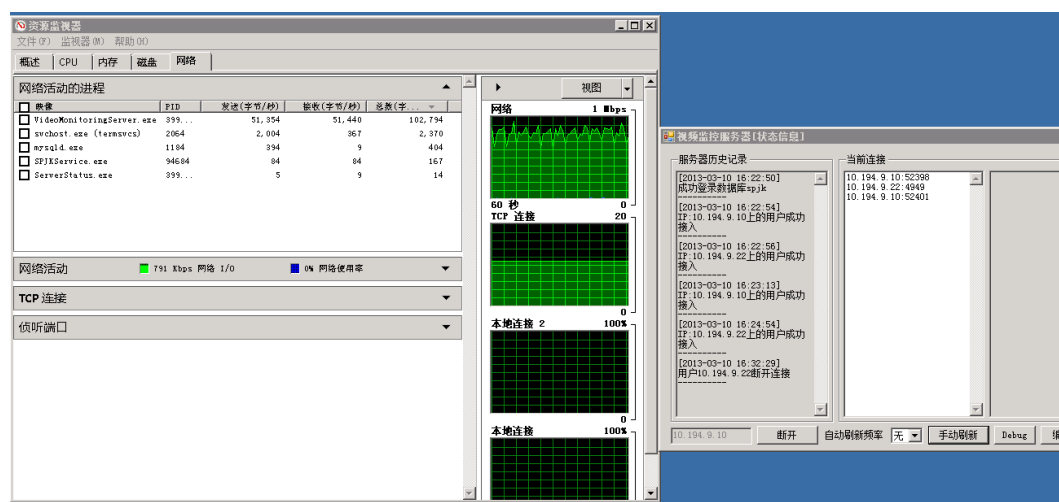 资源监视器
文件(F) 监视器(M) 帮助(H)
概述 CPU 内存 磁盘 网络
网络活动的进程
映像 PID 发送(字节/秒) 接收(字节/秒) 总数(字...
VideoMonitoringServer.exe 399... 51,354 51,440 102,794
svchost.exe (termsvcs) 2064 2,004 367 2,370
mysqld.exe 1184 394 9 404
SPJKService.exe 94684 84 84 167
ServerStatus.exe 399... 5 9 14
网络活动 791 Kbps 网络 I/O 0% 网络使用率
TCP 连接
侦听端口
视图
网络 1 Mbps
60 秒 0
TCP 连接 20
0
本地连接 2 100%
0
本地连接 100%
视频监控服务器[状态信息]
服务器历史记录
[2013-03-10 16:22:50]
成功登录数据库spjk
----------
[2013-03-10 16:22:54]
IP:10.194.9.10上的用户成功
接入
----------
[2013-03-10 16:22:56]
IP:10.194.9.22上的用户成功
接入
----------
[2013-03-10 16:23:13]
IP:10.194.9.10上的用户成功
接入
----------
[2013-03-10 16:24:54]
IP:10.194.9.22上的用户成功
接入
----------
[2013-03-10 16:32:29]
用户10.194.9.22断开连接
----------
当前连接
10.194.9.10:52398
10.194.9.22:4949
10.194.9.10:52401
10.194.9.10 断开 自动刷新频率 无 手动刷新 Debug